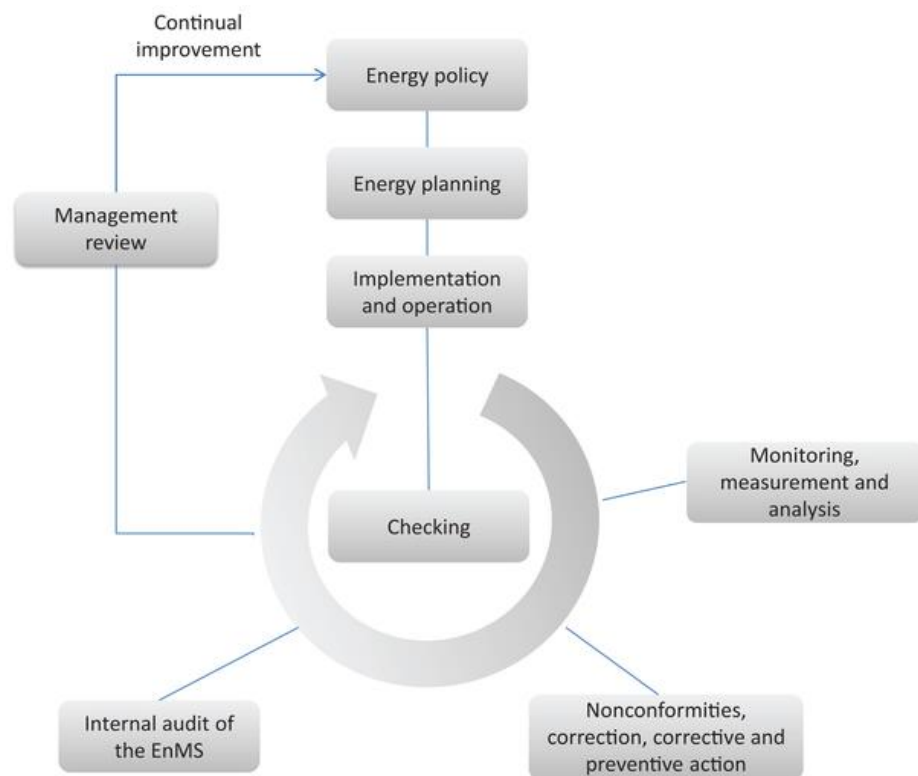 Continual
improvement
Energy policy
Energy planning
Management
review
Implementation
and operation
Monitoring,
measurement and
analysis
Checking
Internal audit of
the EnMS
Nonconformities,
correction, corrective and
preventive action